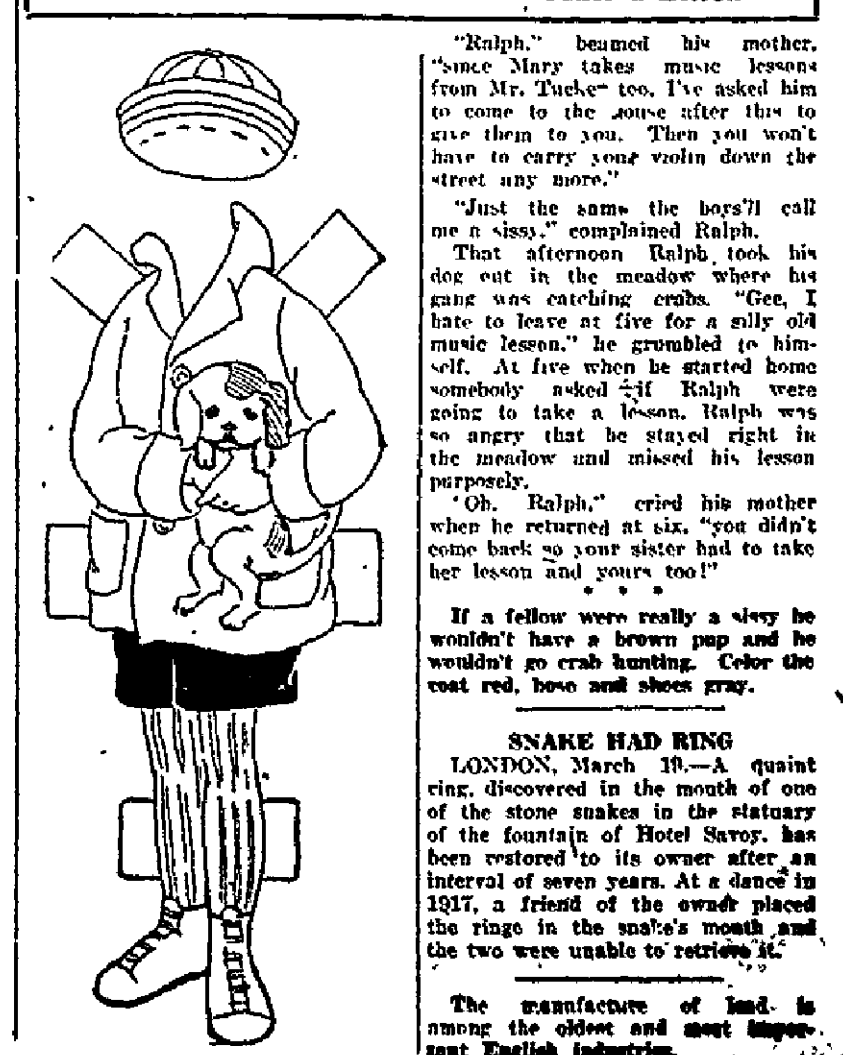 "Ralph," beamed his mother,
"since Mary takes music lessons
from Mr. Tucke- too, I've asked him
to come to the house after this to
give them to you. Then you won't
have to carry your violin down the
street any more."
"Just the same the boys'll call
me a sissy," complained Ralph.
That afternoon Ralph took his
dog out in the meadow where his
gang was catching crabs. "Gee, I
hate to leave at five for a silly old
music lesson," he grumbled to him-
self. At five when he started home
somebody asked if Ralph were
going to take a lesson. Ralph was
so angry that he stayed right in
the meadow and missed his lesson
purposely.
"Oh, Ralph," cried his mother
when he returned at six, "you didn't
come back so your sister had to take
her lesson and yours too!"
* * *
If a fellow were really a sissy he
wouldn't have a brown pup and he
wouldn't go crab hunting. Color the
coat red, hose and shoes gray.
SNAKE HAD RING
LONDON, March 19.—A quaint
ring, discovered in the mouth of one
of the stone snakes in the statuary
of the fountain of Hotel Savoy, has
been restored to its owner after an
interval of seven years. At a dance in
1917, a friend of the owner placed
the ringe in the snake's mouth and
the two were unable to retrieve it.
The manufacture of lead is
among the oldest and most impor-
tant English industries.